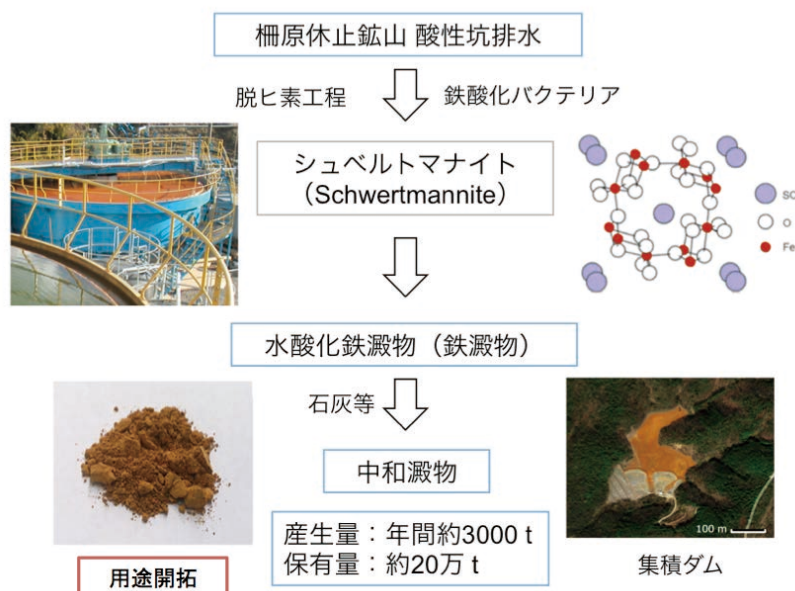 柵原休止鉱山 酸性坑排水
脱ヒ素工程
鉄酸化バクテリア
シュベルトマナイト
（Schwertmannite）
O
Fe
水酸化鉄澱物（鉄澱物）
石灰等
中和澱物
100 m
産生量：年間約3000 t
保有量：約20万 t
用途開拓
集積ダム